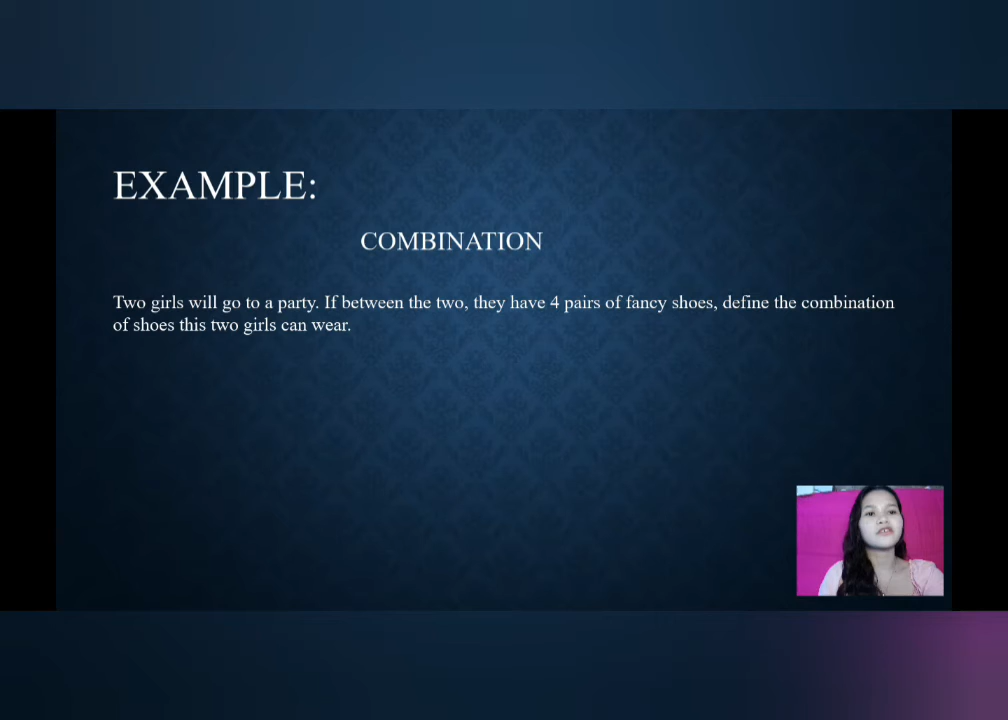 EXAMPLE:
COMBINATION
Two girls will go to a party. If between the two, they have 4 pairs of fancy shoes, define the combination
of shoes this two girls can wear.